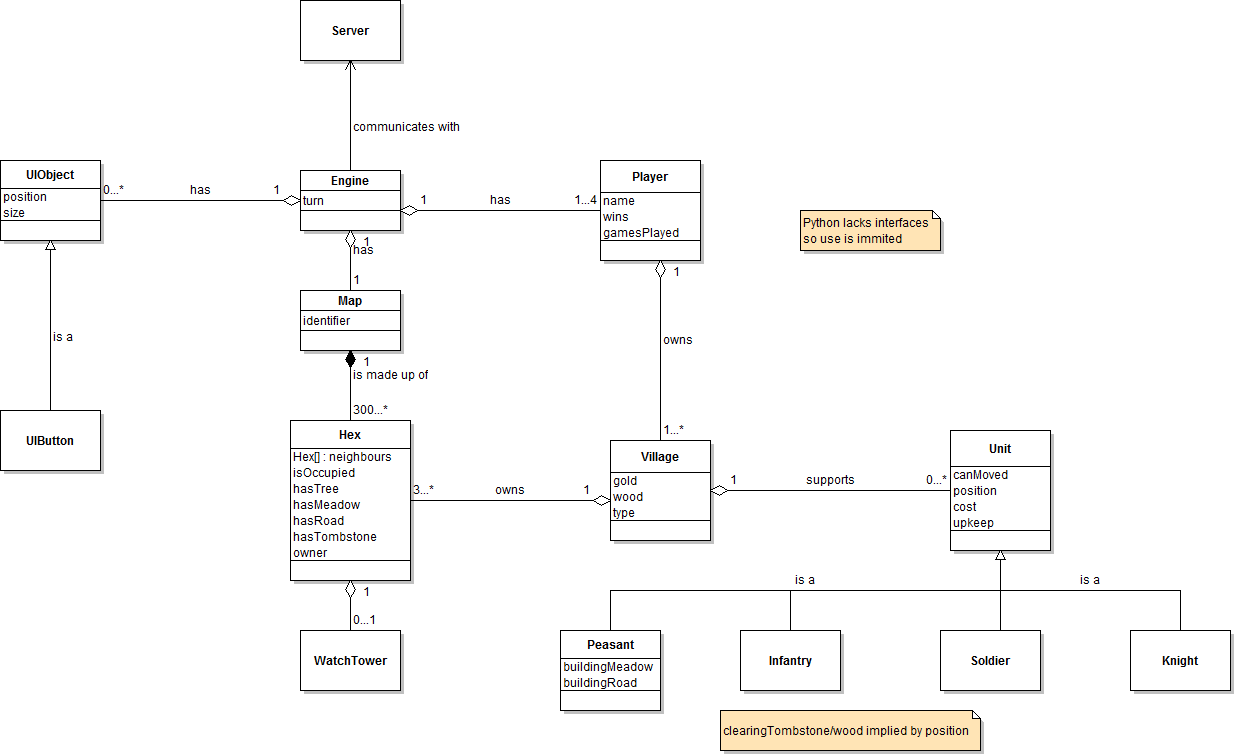 Server
communicates with
UIObject
position
size
0...*
has
1
Engine
turn
1
has
1...4
Player
name
wins
gamesPlayed
Python lacks interfaces
so use is immited
1
has
1
1
Map
identifier
is a
owns
1
is made up of
300...*
1...*
UIButton
Hex
Hex[] : neighbours
isOccupied
hasTree
hasMeadow
hasRoad
hasTombstone
owner
3...*
owns
1
Village
gold
wood
type
1
supports
0...*
Unit
canMoved
position
cost
upkeep
1
0...1
is a
is a
WatchTower
Peasant
buildingMeadow
buildingRoad
Infantry
Soldier
Knight
clearingTombstone/wood implied by position